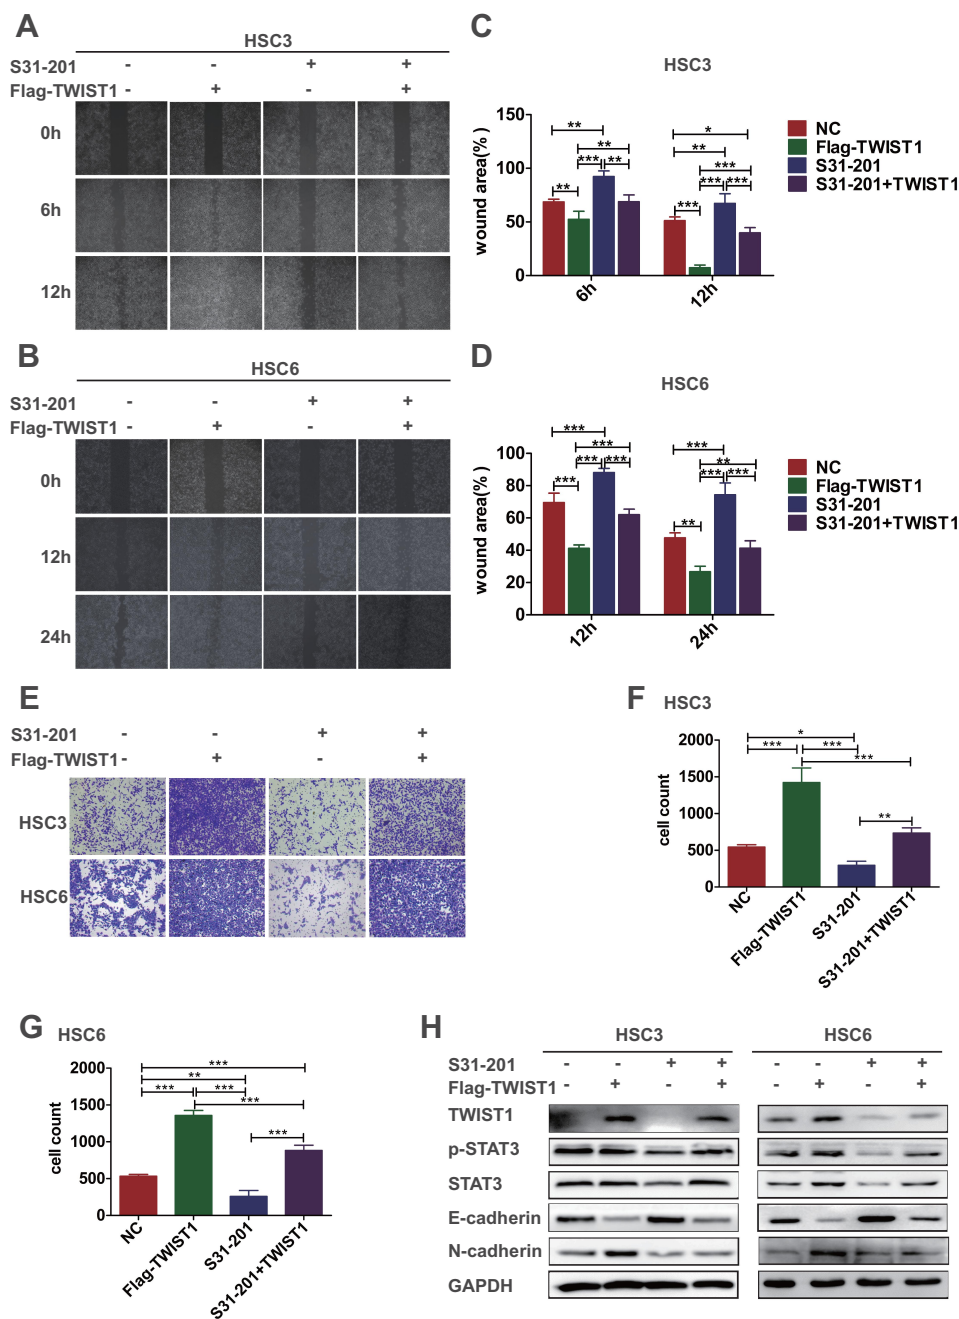 A
HSC3
S31-201 - - + +
Flag-TWIST1 - + - +
0h
6h
12h
B
HSC6
S31-201 - - + +
Flag-TWIST1 - + - +
0h
12h
24h
C
HSC3
wound area(%)
150
100
50
0
** ** *** ** ** * ** *** *** *** ***
6h 12h
NC
Flag-TWIST1
S31-201
S31-201+TWIST1
D
HSC6
wound area(%)
100
80
60
40
20
0
*** *** *** *** *** *** ** *** *** **
12h 24h
NC
Flag-TWIST1
S31-201
S31-201+TWIST1
E
S31-201 - - + +
Flag-TWIST1 - + - +
HSC3
HSC6
F HSC3
cell count
2000
1500
1000
500
0
*
*** ***
***
**
NC Flag-TWIST1 S31-201 S31-201+TWIST1
G HSC6
cell count
2000
1500
1000
500
0
***
**
*** ***
***
***
NC Flag-TWIST1 S31-201 S31-201+TWIST1
H
HSC3 HSC6
S31-201 - - + + - - + +
Flag-TWIST1 - + - + - + - +
TWIST1
p-STAT3
STAT3
E-cadherin
N-cadherin
GAPDH